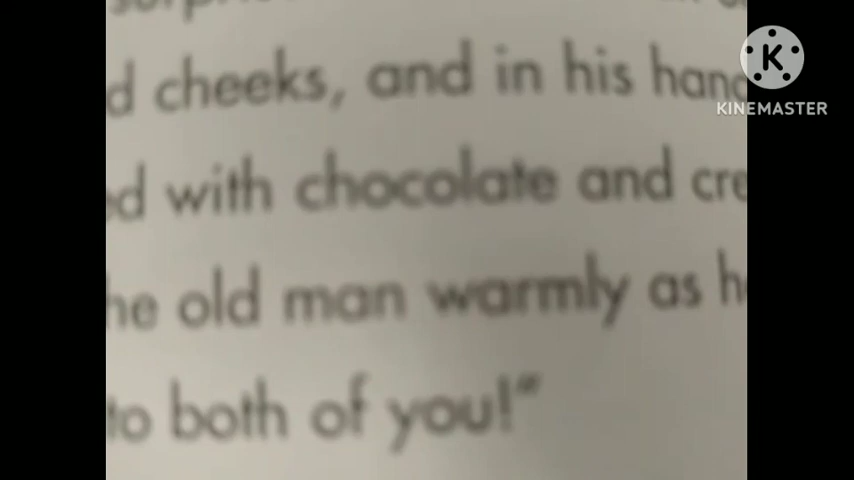 d cheeks, and in his hand
ed with chocolate and cre
he old man warmly as h
to both of you!"
KINEMASTER